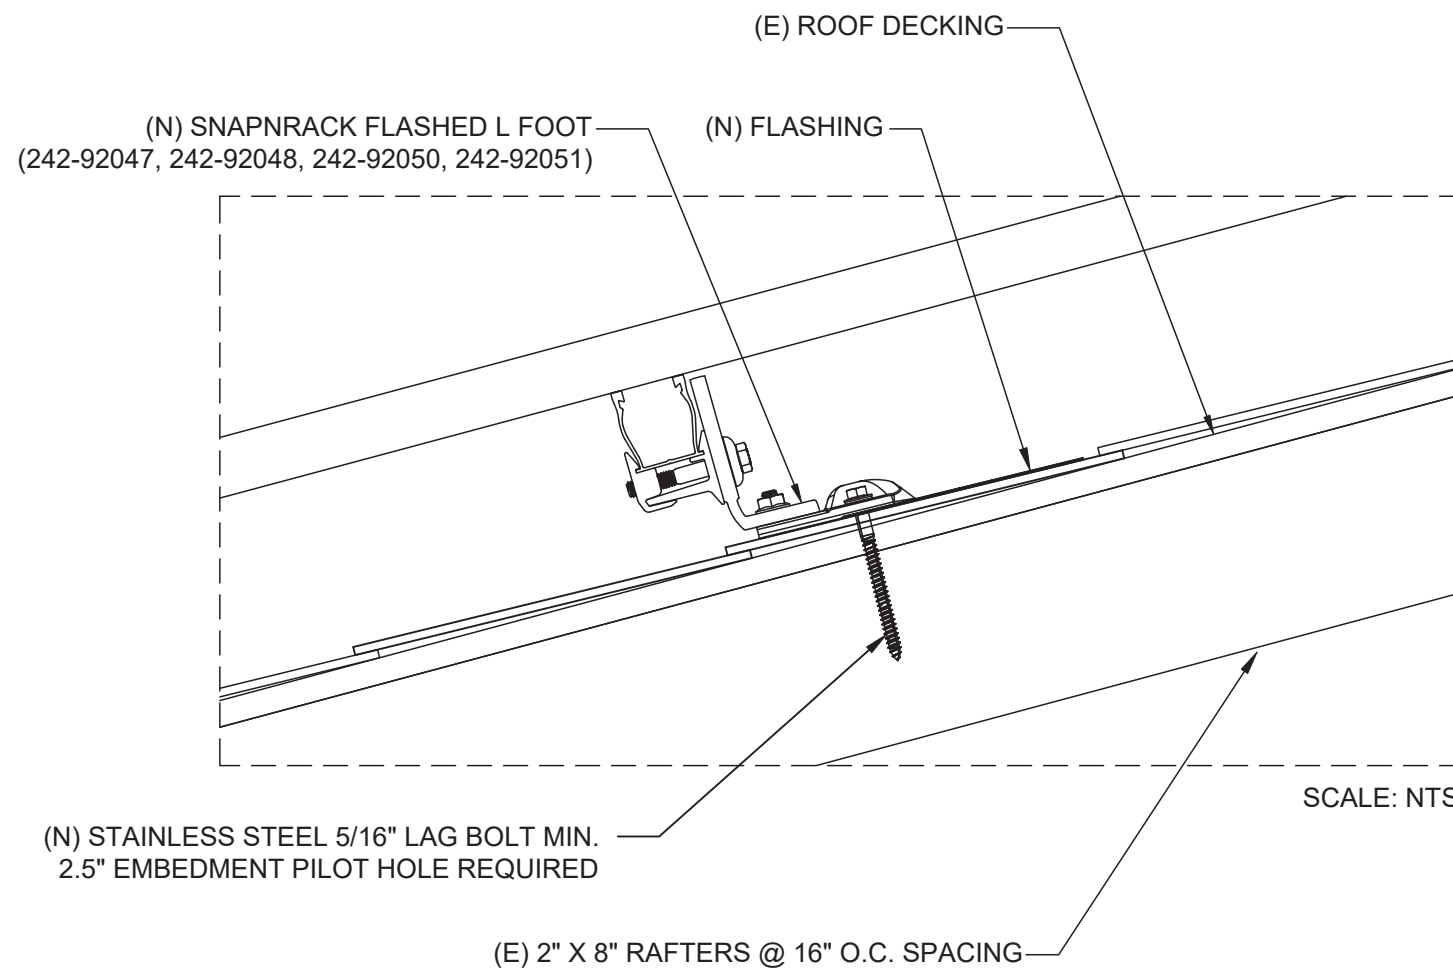 (E) ROOF DECKING
(N) SNAPNRACK FLASHED L FOOT
(242-92047, 242-92048, 242-92050, 242-92051)
(N) FLASHING
SCALE: NTS
(N) STAINLESS STEEL 5/16" LAG BOLT MIN.
2.5" EMBEDMENT PILOT HOLE REQUIRED
(E) 2" X 8" RAFTERS @ 16" O.C. SPACING